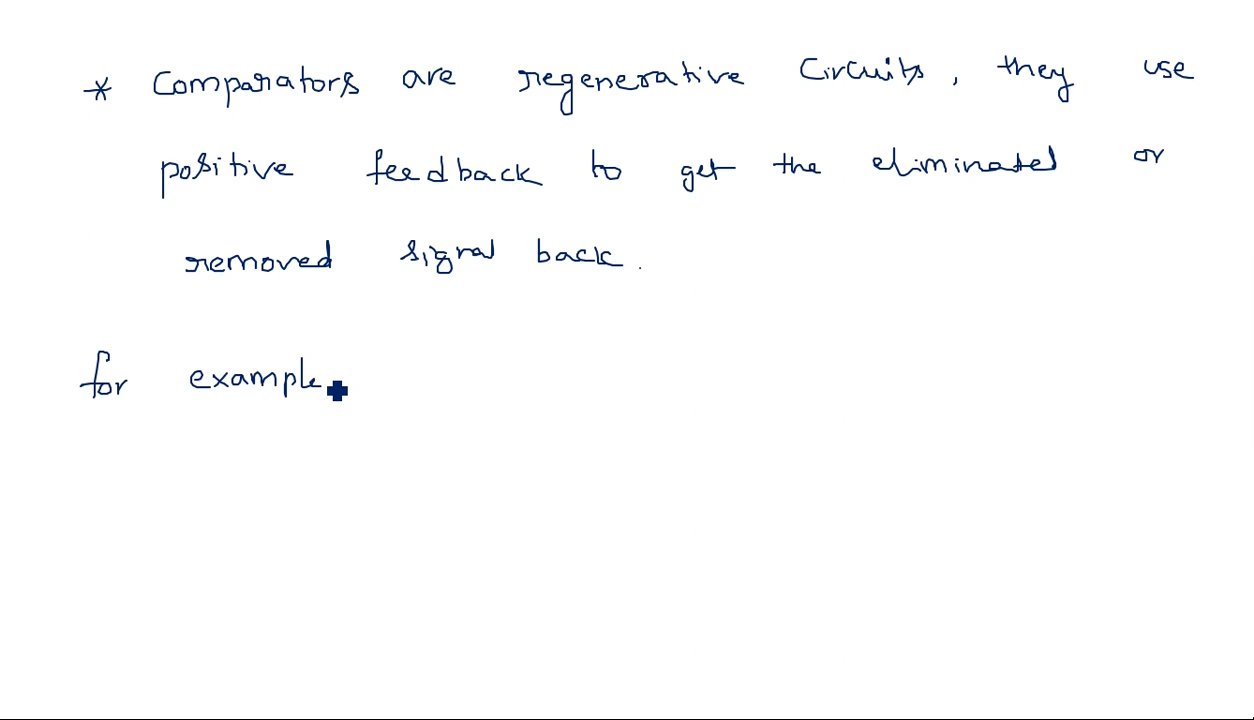 * Comparators are regenerative Circuits, they use
positive feedback to get the eliminated or
removed signal back.
for example